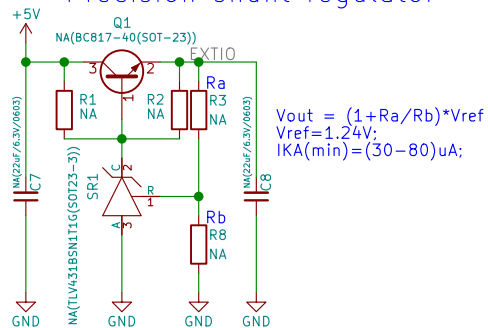 Precision shunt regulator
+5V
Q1
NA(BC817-40(SOT-23))
EXTIO
3
2
1
R1
NA
R2
NA
Ra
R3
NA
NA(22uF/6.3V/0603)
C7
NA(TLV431BSN1T1G(SOT23-3))
SR1
C
2
R
1
A
3
Rb
R8
NA
NA(22uF/6.3V/0603)
C8
Vout = (1+Ra/Rb)*Vref
Vref=1.24V;
IKA(min)=(30-80)uA;
GND
GND
GND
GND